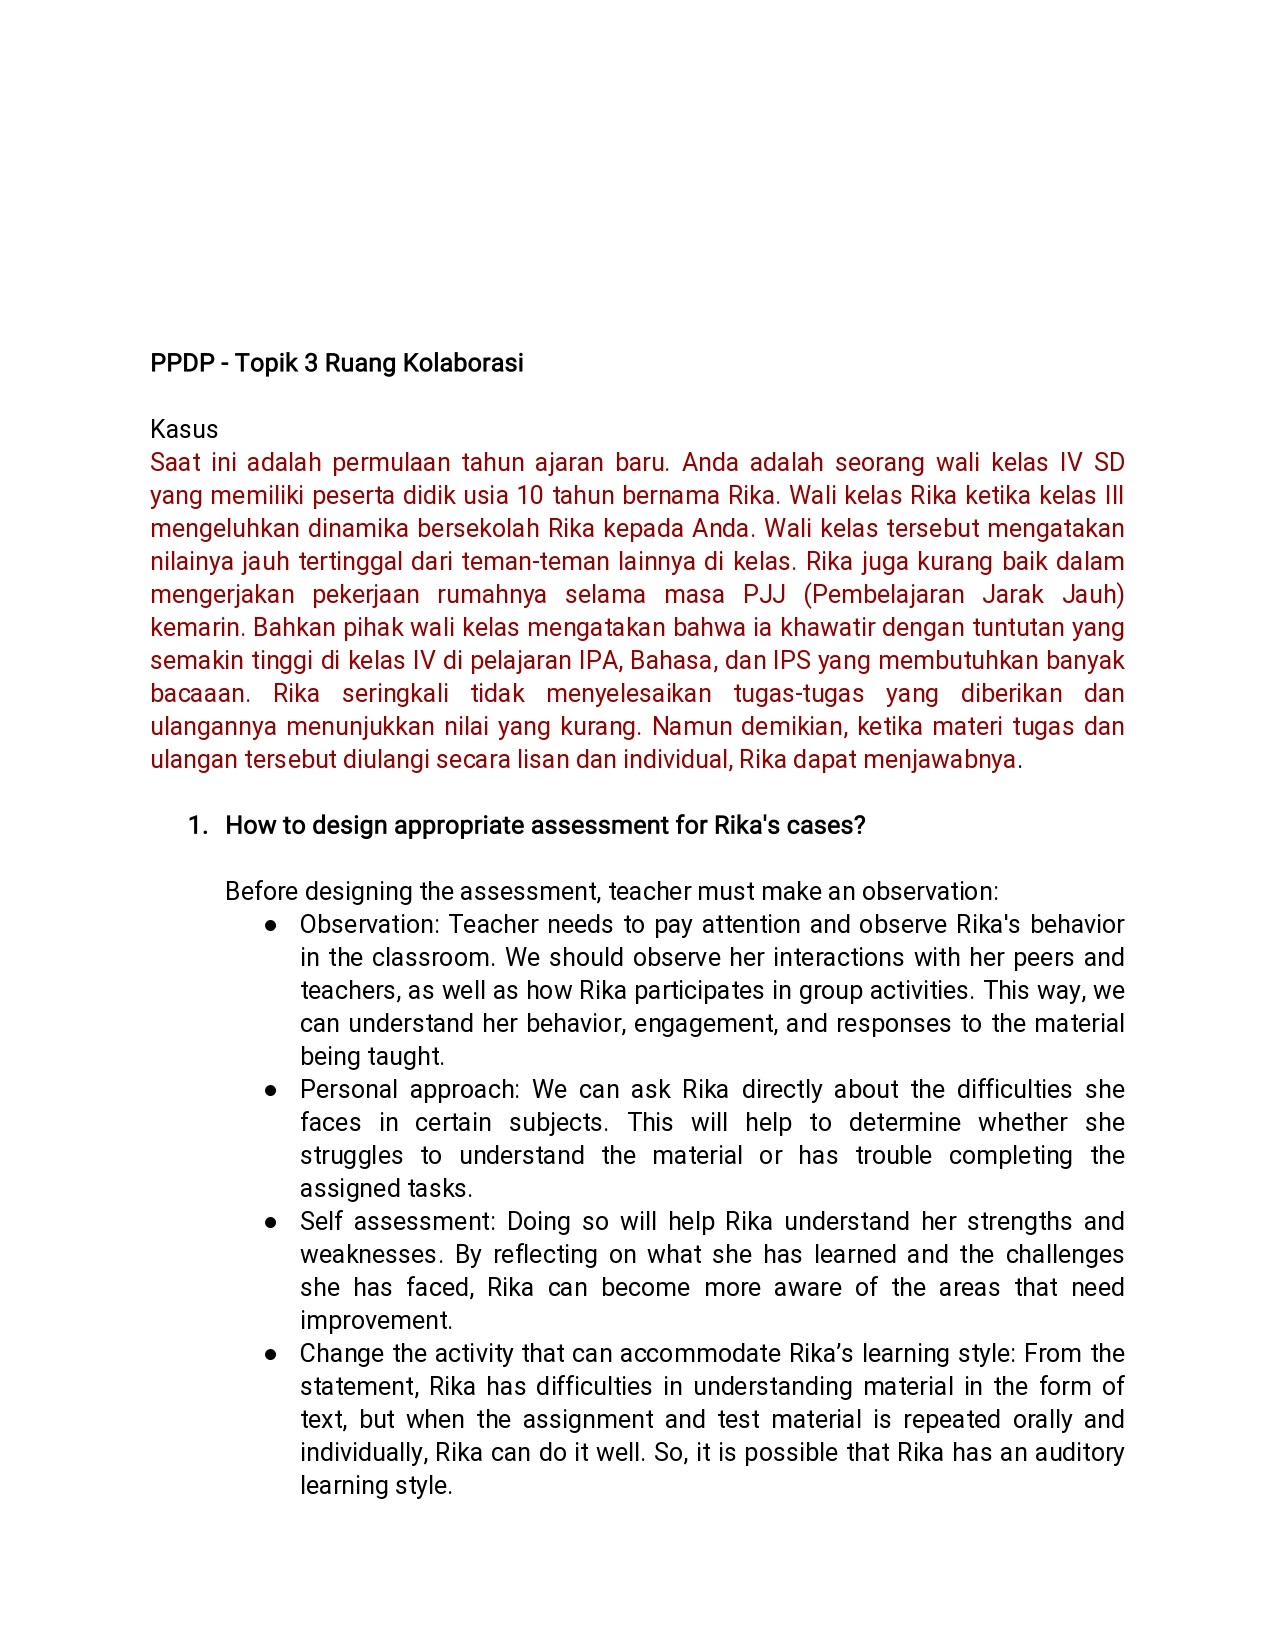 PPDP - Topik 3 Ruang Kolaborasi
Kasus
Saat ini adalah permulaan tahun ajaran baru. Anda adalah seorang wali kelas IV SD
yang memiliki peserta didik usia 10 tahun bernama Rika. Wali kelas Rika ketika kelas III
mengeluhkan dinamika bersekolah Rika kepada Anda. Wali kelas tersebut mengatakan
nilainya jauh tertinggal dari teman-teman lainnya di kelas. Rika juga kurang baik dalam
mengerjakan pekerjaan rumahnya selama masa PJJ (Pembelajaran Jarak Jauh)
kemarin. Bahkan pihak wali kelas mengatakan bahwa ia khawatir dengan tuntutan yang
semakin tinggi di kelas IV di pelajaran IPA, Bahasa, dan IPS yang membutuhkan banyak
bacaaan. Rika seringkali tidak menyelesaikan tugas-tugas yang diberikan dan
ulangannya menunjukkan nilai yang kurang. Namun demikian, ketika materi tugas dan
ulangan tersebut diulangi secara lisan dan individual, Rika dapat menjawabnya.
1. How to design appropriate assessment for Rika's cases?
Before designing the assessment, teacher must make an observation:
● Observation: Teacher needs to pay attention and observe Rika's behavior
in the classroom. We should observe her interactions with her peers and
teachers, as well as how Rika participates in group activities. This way, we
can understand her behavior, engagement, and responses to the material
being taught.
● Personal approach: We can ask Rika directly about the difficulties she
faces in certain subjects. This will help to determine whether she
struggles to understand the material or has trouble completing the
assigned tasks.
● Self assessment: Doing so will help Rika understand her strengths and
weaknesses. By reflecting on what she has learned and the challenges
she has faced, Rika can become more aware of the areas that need
improvement.
● Change the activity that can accommodate Rika’s learning style: From the
statement, Rika has difficulties in understanding material in the form of
text, but when the assignment and test material is repeated orally and
individually, Rika can do it well. So, it is possible that Rika has an auditory
learning style.